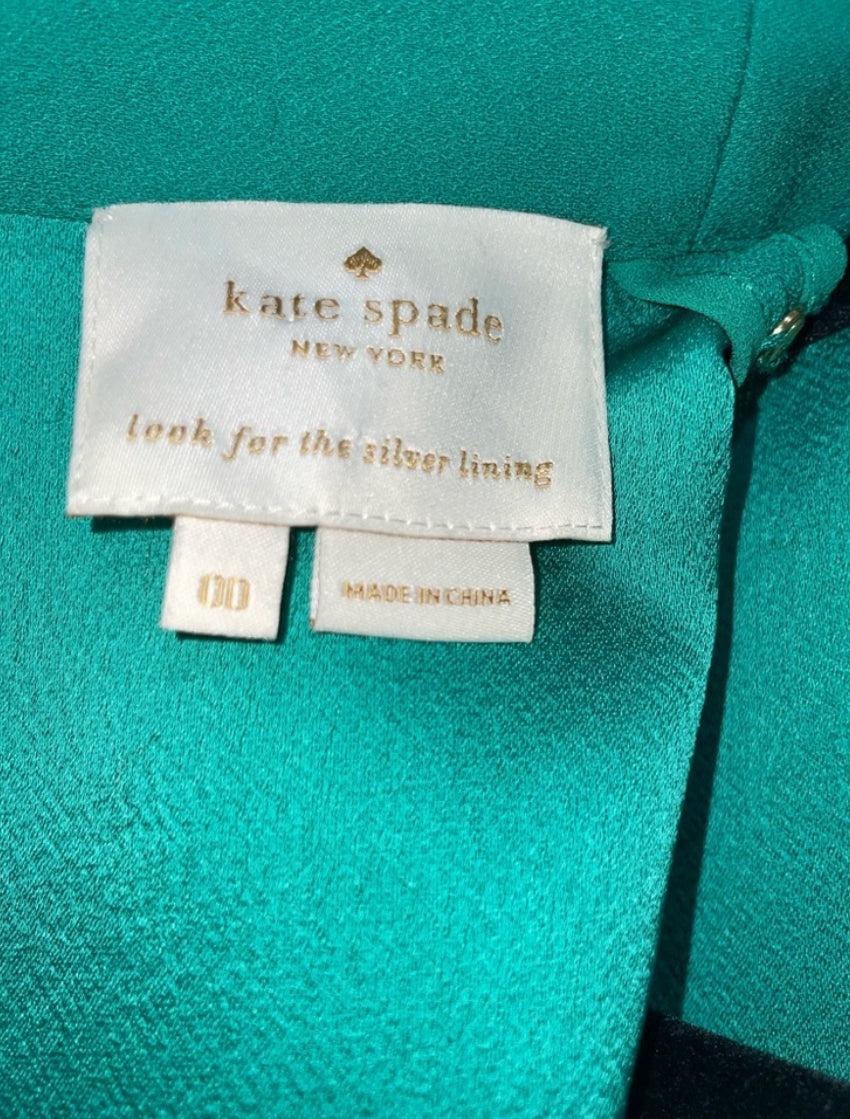 kate spade
NEW YORK
look for the silver lining
00
MADE IN CHINA